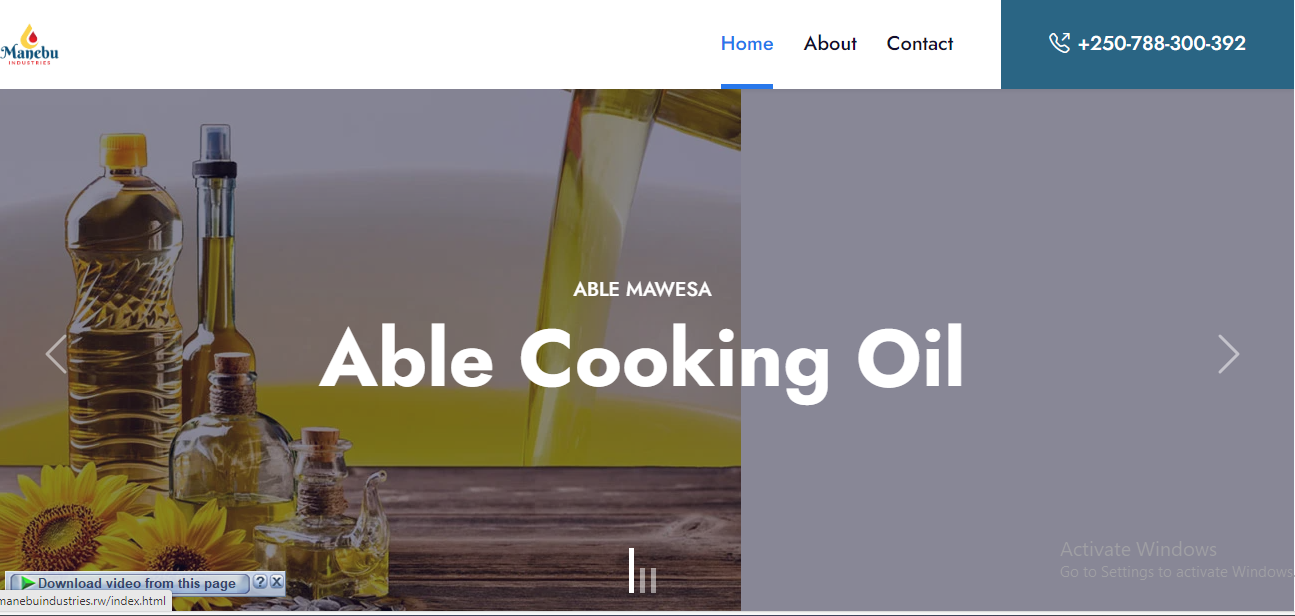 Manebu
INDUSTRIES
Home
About
Contact
+250-788-300-392
ABLE MAWESA
Able Cooking Oil
Activate Windows
Go to Settings to activate Windows
Download video from this page
?
X
manebuindustries.rw/index.html